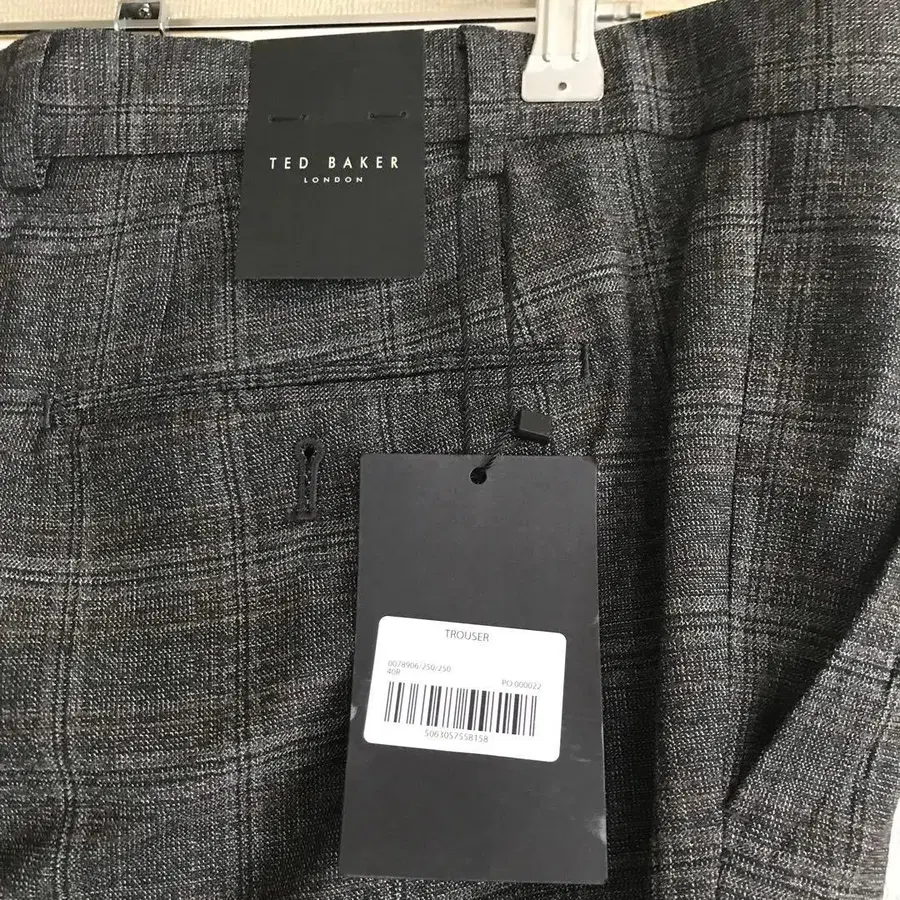 TED BAKER
LONDON
TROUSER
0078906/250/250
40R
PO.000022
5063057558158